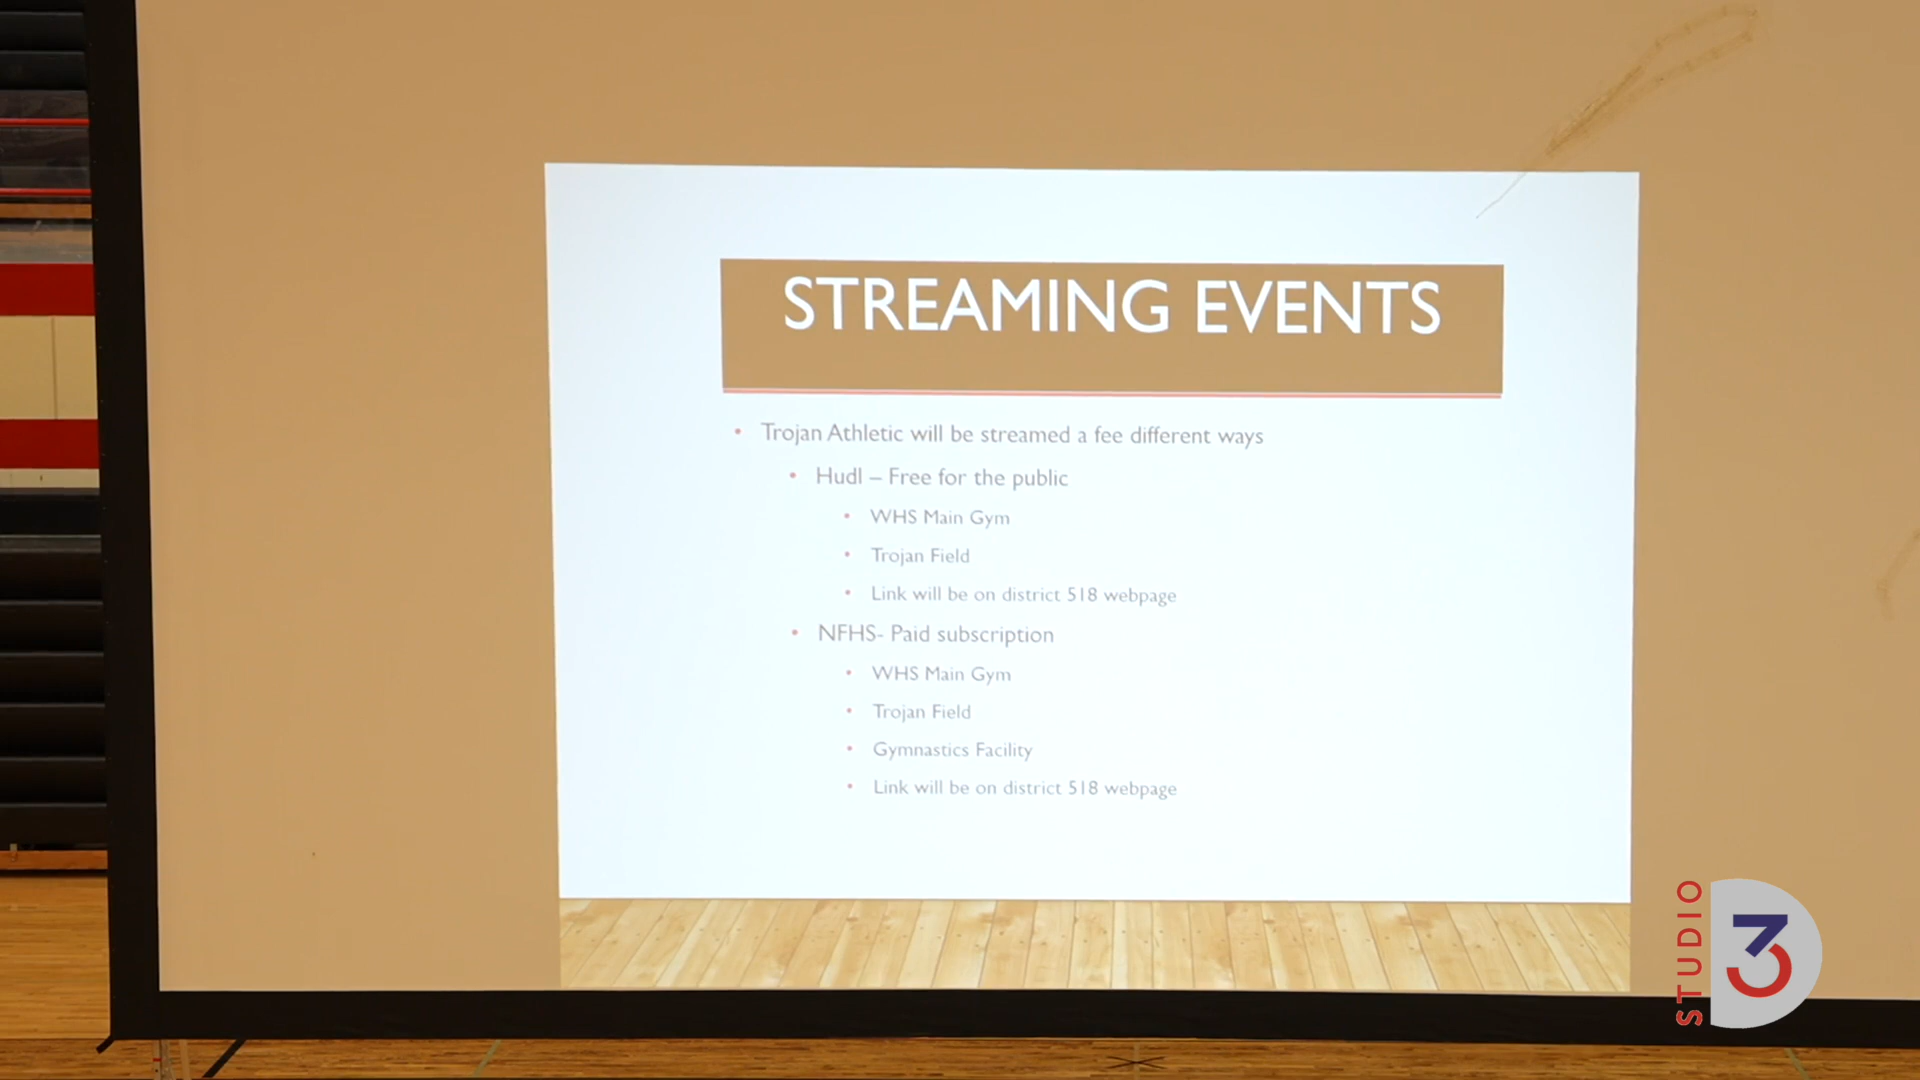 STREAMING EVENTS
• Trojan Athletic will be streamed a fee different ways
• Hudl – Free for the public
• WHS Main Gym
• Trojan Field
• Link will be on district 518 webpage
• NFHS- Paid subscription
• WHS Main Gym
• Trojan Field
• Gymnastics Facility
• Link will be on district 518 webpage
STUDIO
3